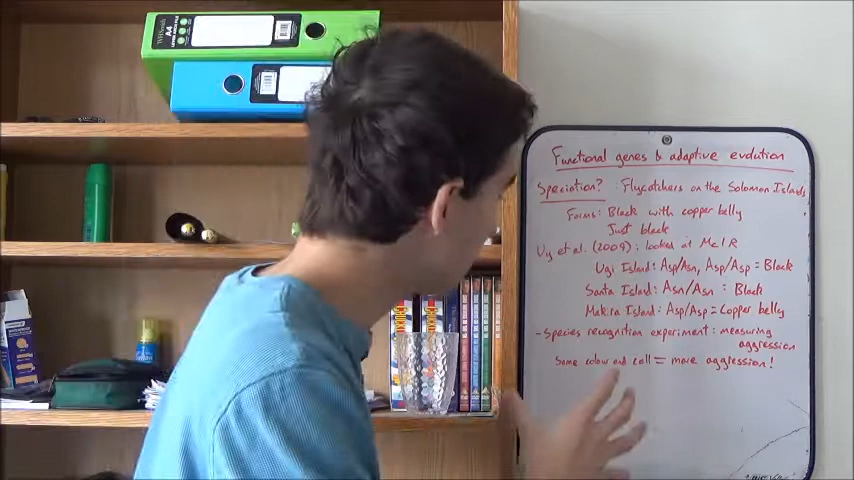 WHSmith
A4
Functional genes & adaptive evolution
Speciation? : Flycatchers on the Solomon Islands
Forms: Black with copper belly
Just black
Uy et al. (2009): looked at Mc1R
Ugi Island: Asp/Asn, Asp/Asp = Black
Santa Island: Asn/Asn = Black
Makira Island: Asp/Asp = Copper belly
- Species recognition experiment: measuring
aggression
Same colour and call = more aggression!